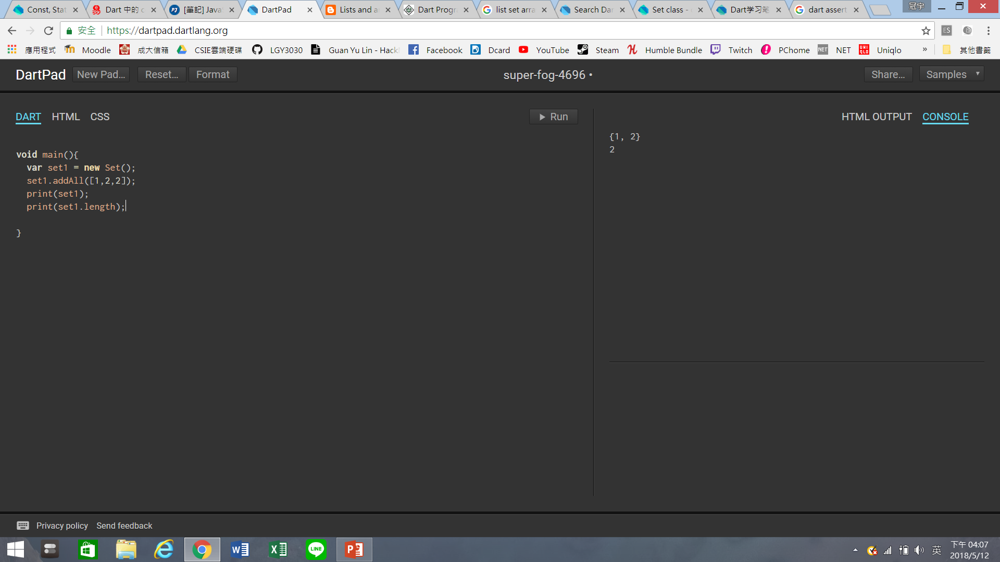 Const, Stat
Dart 中的 c
[筆記] Java
DartPad
Lists and a
Dart Progr
list set arra
Search Dar
Set class -
Dart学习笔
dart assert
冠宇
安全 https://dartpad.dartlang.org
ES
應用程式 Moodle 成大信箱 CSIE雲端硬碟 LGY3030 Guan Yu Lin - Hack Facebook Dcard YouTube Steam Humble Bundle Twitch PChome NET NET UNIQLO Uniqlo » 其他書籤
DartPad New Pad... Reset... Format super-fog-4696 • Share... Samples
DART HTML CSS Run HTML OUTPUT CONSOLE
void main(){
var set1 = new Set();
set1.addAll([1,2,2]);
print(set1);
print(set1.length);
}
{1, 2}
2
Privacy policy Send feedback
LINE
英
下午 04:07
2018/5/12